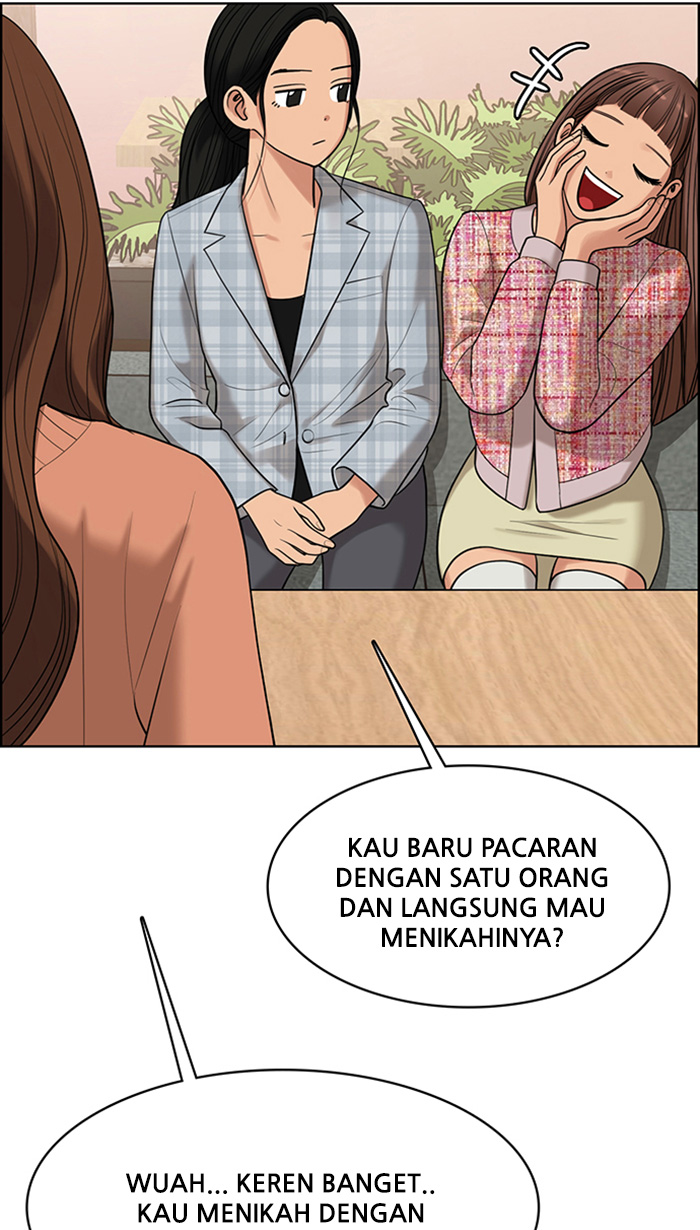 KAU BARU PACARAN
DENGAN SATU ORANG
DAN LANGSUNG MAU
MENIKAHINYA?
WUAH... KEREN BANGET..
KAU MENIKAH DENGAN